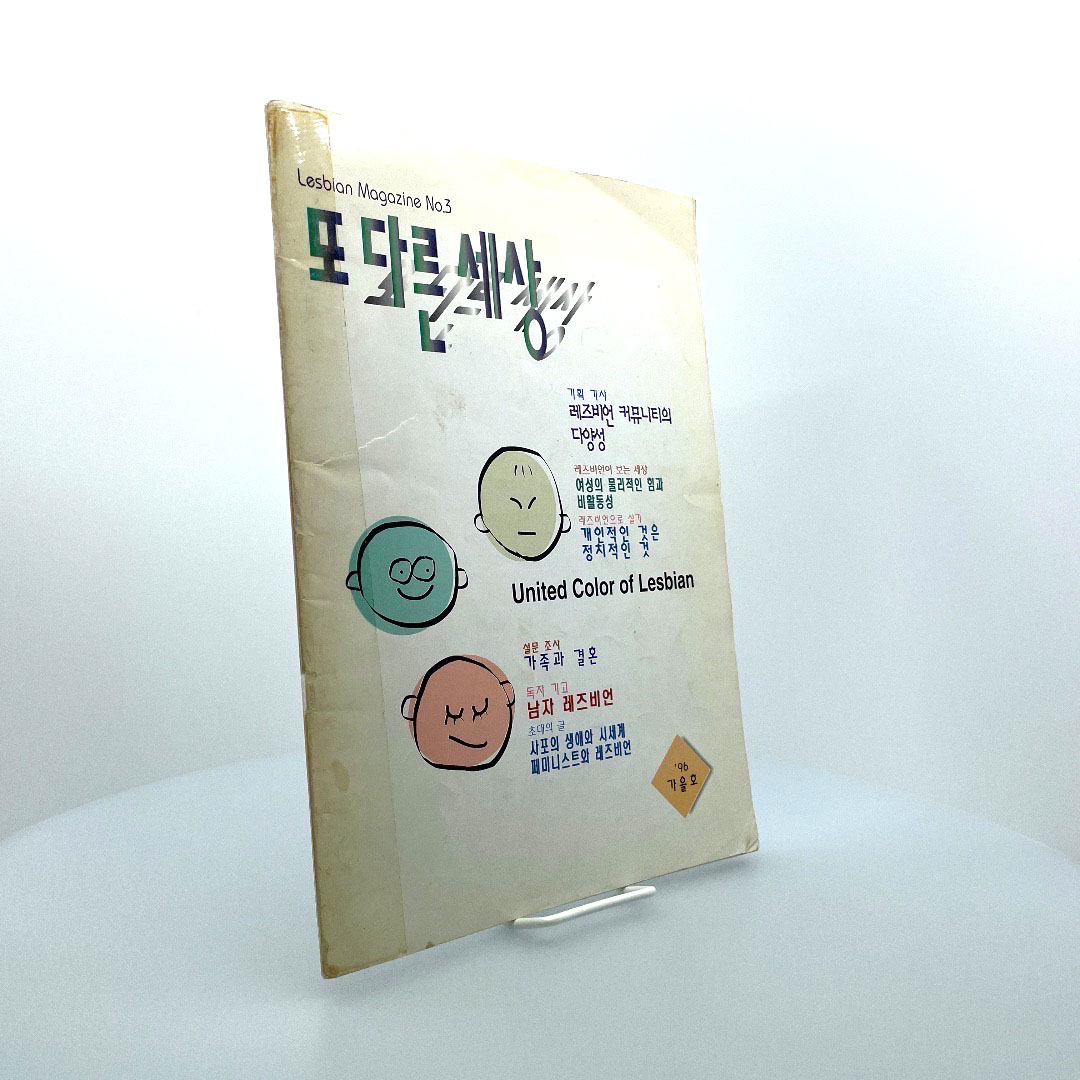 Lesbian Magazine No.3
또 다른 세상
기획 기사
레즈비언 커뮤니티의
다양성
레즈비언이 보는 세상
여성의 물리적인 힘과
비활동성
레즈비언으로 살기
개인적인 것은
정치적인 것
United Color of Lesbian
설문 조사
가족과 결혼
독자 기고
남자 레즈비언
초대의 글
사포의 생애와 시세계
페미니스트와 레즈비언
'96
가을호